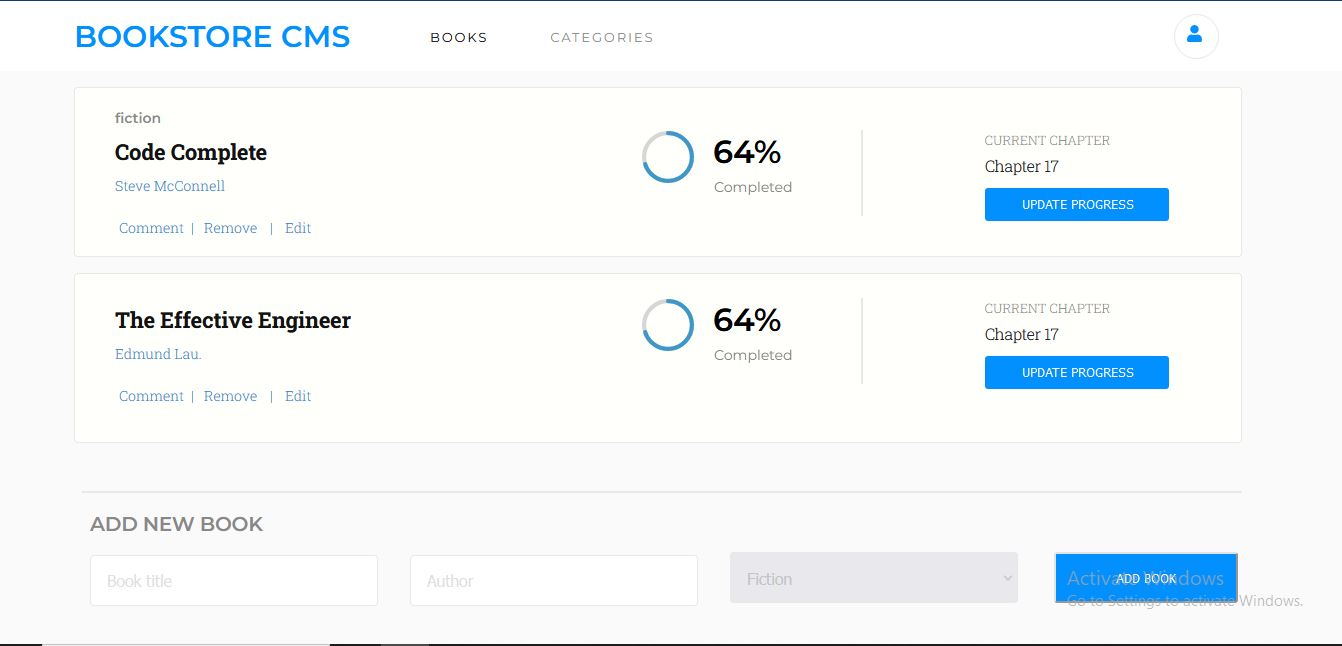 BOOKSTORE CMS BOOKS CATEGORIES
fiction
Code Complete
Steve McConnell
Comment | Remove | Edit
64%
Completed
CURRENT CHAPTER
Chapter 17
UPDATE PROGRESS
The Effective Engineer
Edmund Lau.
Comment | Remove | Edit
64%
Completed
CURRENT CHAPTER
Chapter 17
UPDATE PROGRESS
ADD NEW BOOK
Book title
Author
Fiction
ADD BOOK
Activate Windows
Go to Settings to activate Windows.